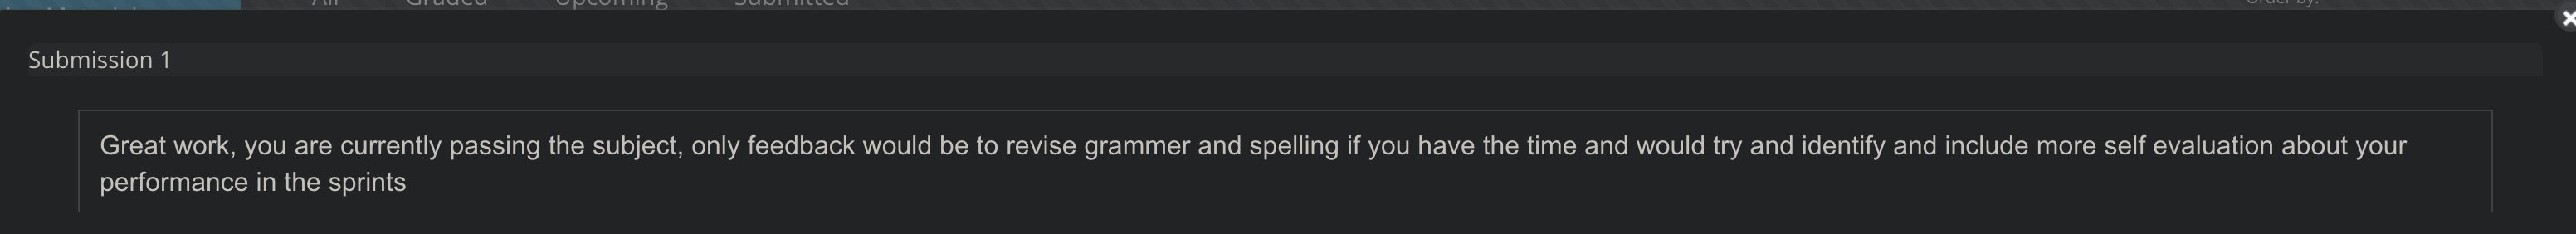 All Graded Upcoming Submitted Order by:
Submission 1
Great work, you are currently passing the subject, only feedback would be to revise grammer and spelling if you have the time and would try and identify and include more self evaluation about your
performance in the sprints